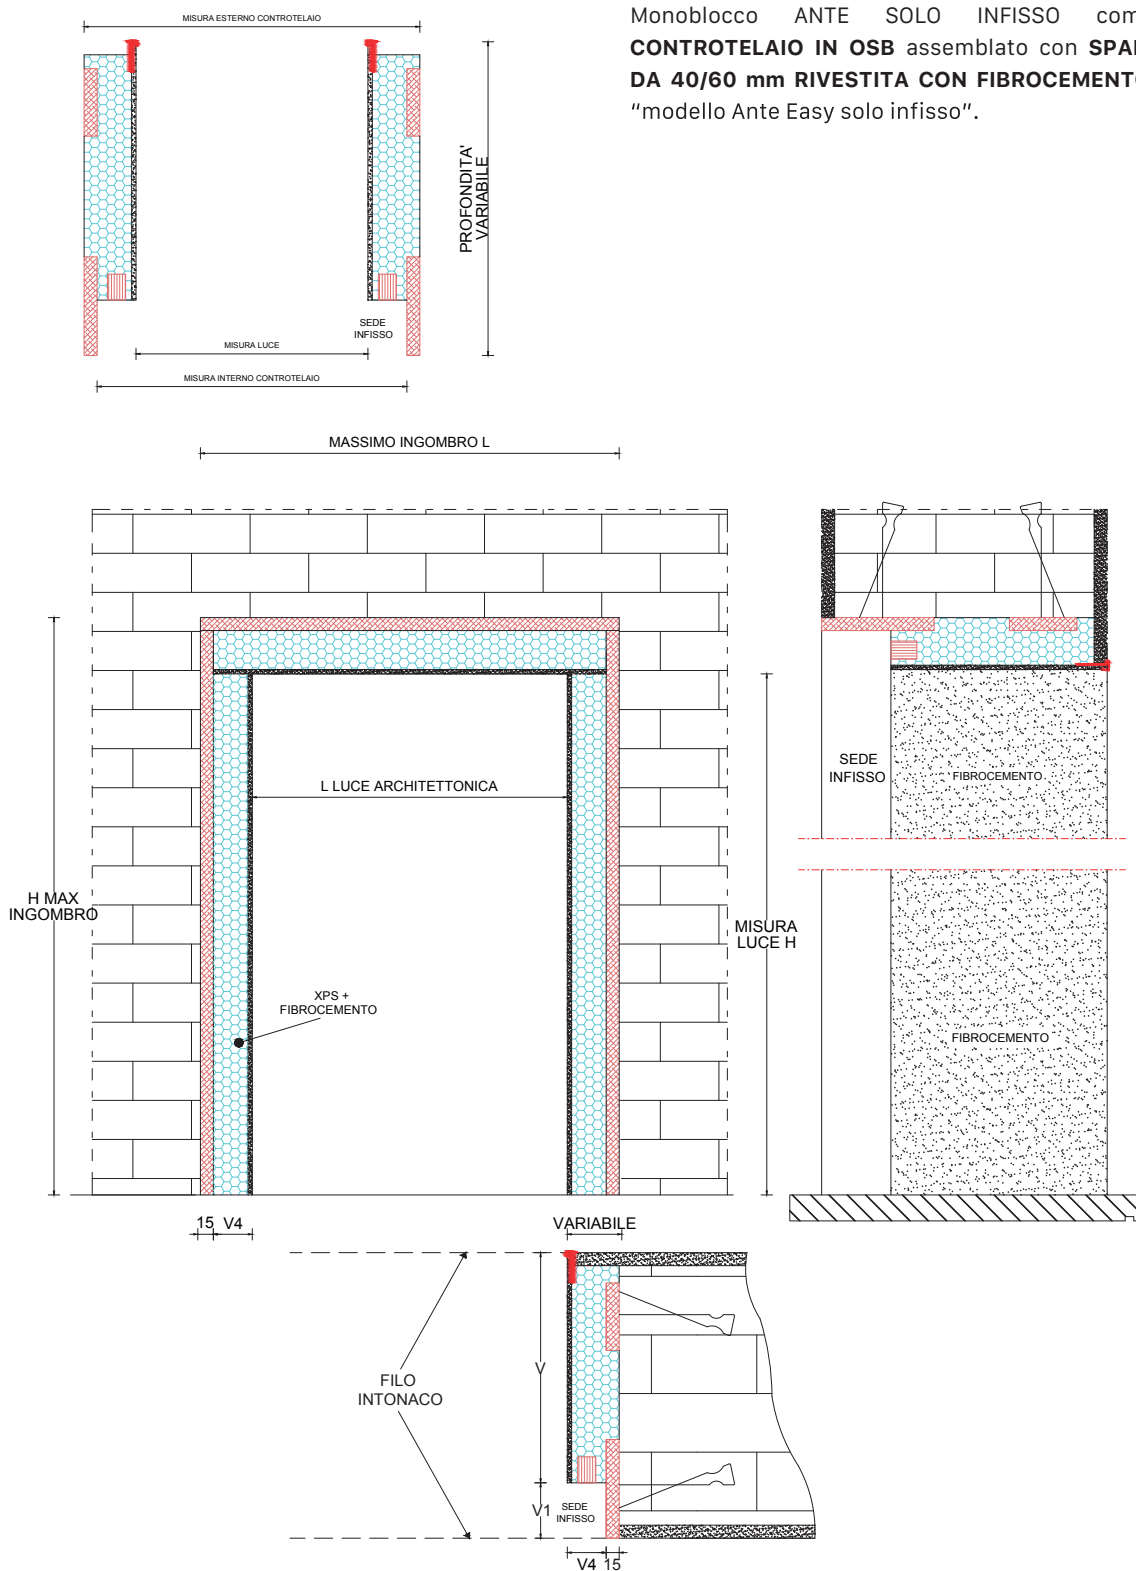 MISURA ESTERNO CONTROTELAIO
Monoblocco ANTE SOLO INFISSO com
CONTROTELAIO IN OSB assemblato con SPAL
DA 40/60 mm RIVESTITA CON FIBROCEMENTO
“modello Ante Easy solo infisso”.
PROFONDITA'
VARIABILE
SEDE
INFISSO
MISURA LUCE
MISURA INTERNO CONTROTELAIO
MASSIMO INGOMBRO L
L LUCE ARCHITETTONICA
SEDE
INFISSO
FIBROCEMENTO
H MAX
INGOMBRO
MISURA
LUCE H
XPS +
FIBROCEMENTO
FIBROCEMENTO
15 V4
VARIABILE
V
FILO
INTONACO
V1
SEDE
INFISSO
V4 15